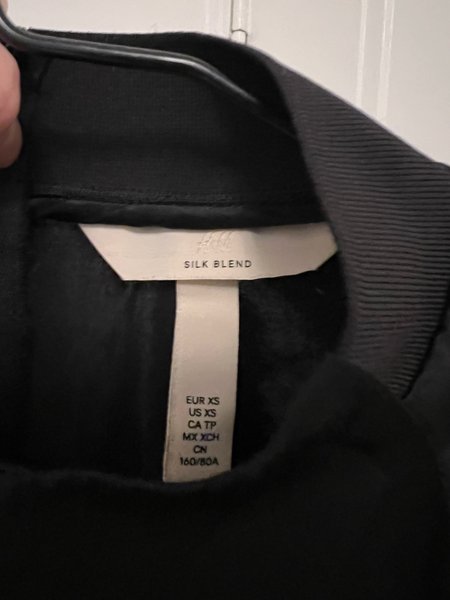 H&M
SILK BLEND
EUR XS
US XS
CA TP
MX XCH
CN
160/80A